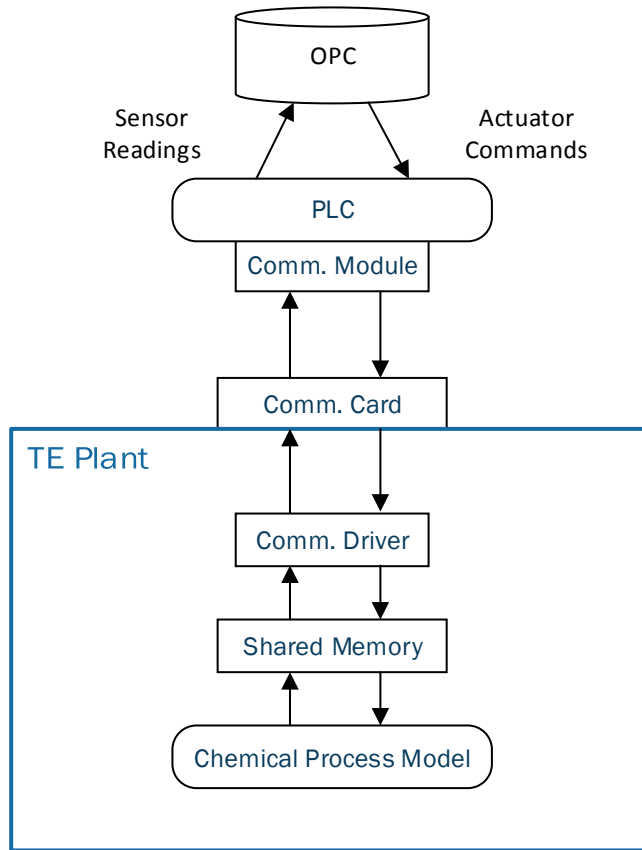 OPC
Sensor
Readings
Actuator
Commands
PLC
Comm. Module
Comm. Card
TE Plant
Comm. Driver
Shared Memory
Chemical Process Model